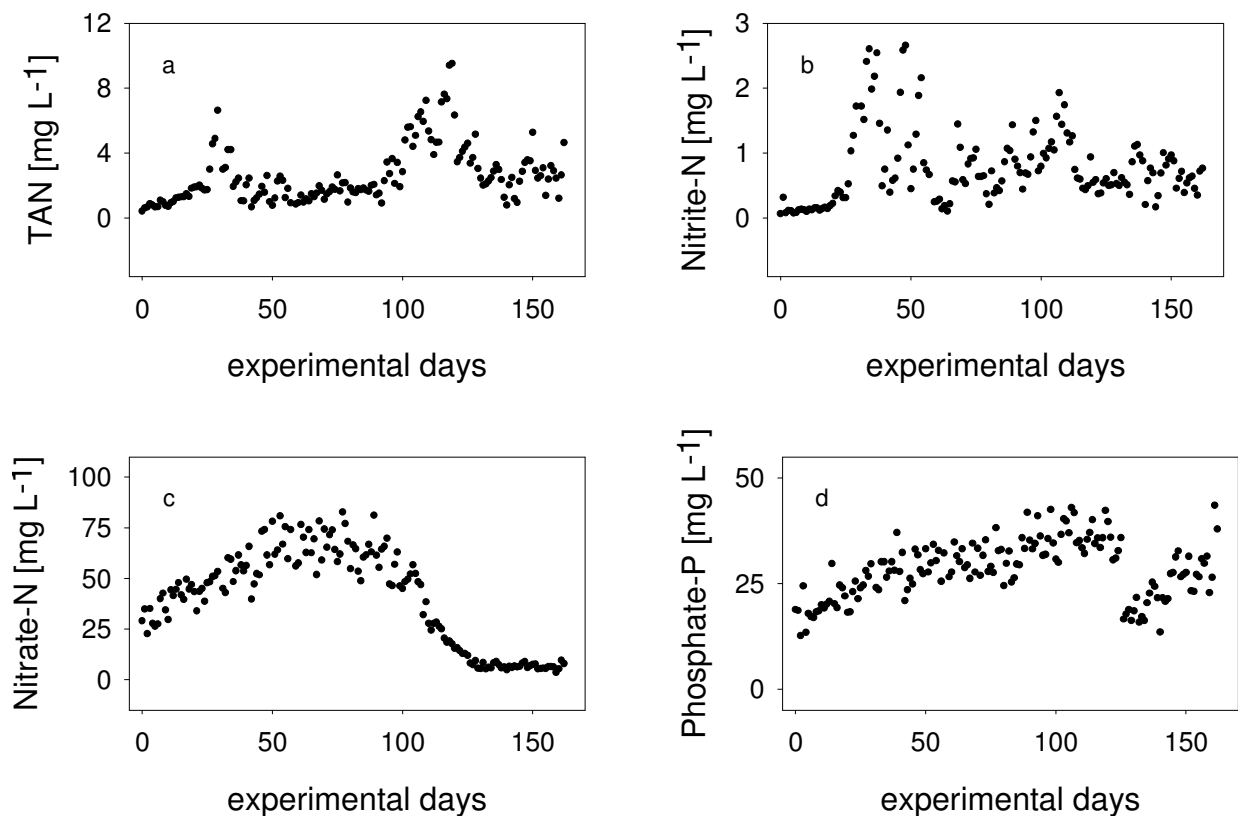 12
8
4
0
TAN [mg L-1]
a
0 50 100 150
experimental days
3
2
1
0
Nitrite-N [mg L-1]
b
0 50 100 150
experimental days
100
75
50
25
0
Nitrate-N [mg L-1]
c
0 50 100 150
experimental days
50
25
0
Phosphate-P [mg L-1]
d
0 50 100 150
experimental days